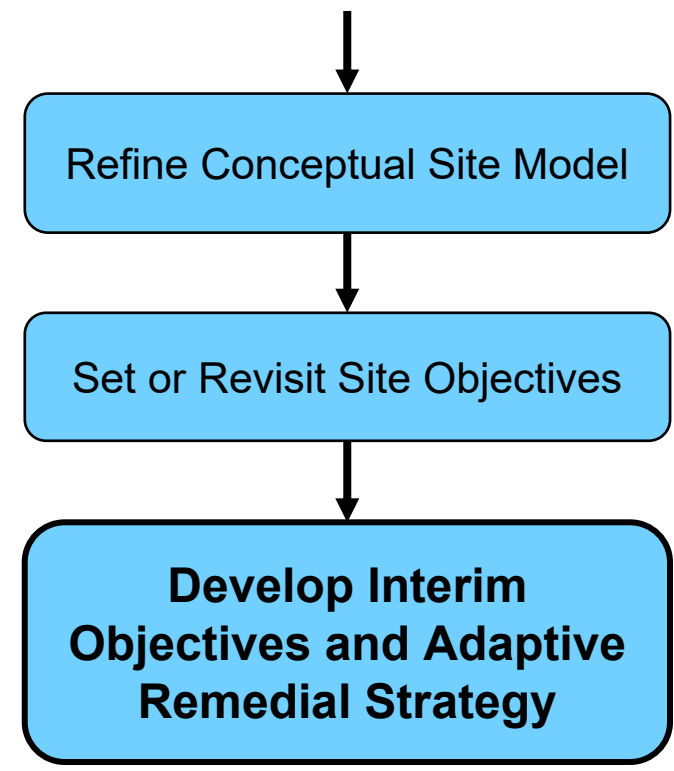 Refine Conceptual Site Model
Set or Revisit Site Objectives
Develop Interim
Objectives and Adaptive
Remedial Strategy